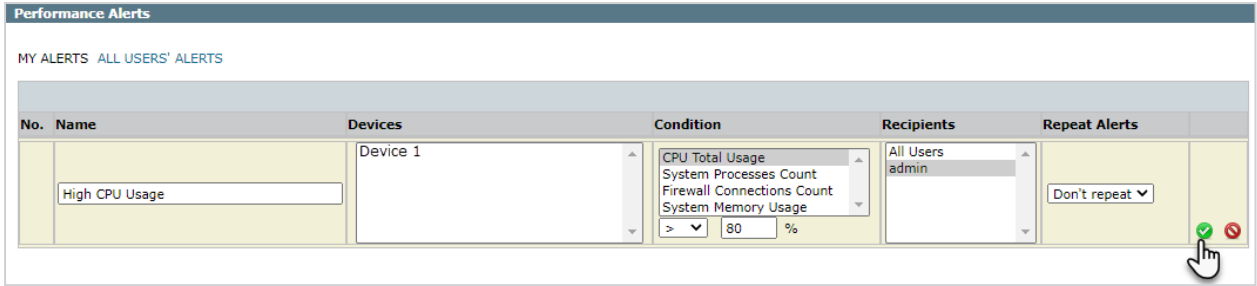 Performance Alerts
MY ALERTS ALL USERS' ALERTS
No. Name Devices Condition Recipients Repeat Alerts
High CPU Usage
Device 1
CPU Total Usage
System Processes Count
Firewall Connections Count
System Memory Usage
> 80 %
All Users
admin
Don't repeat